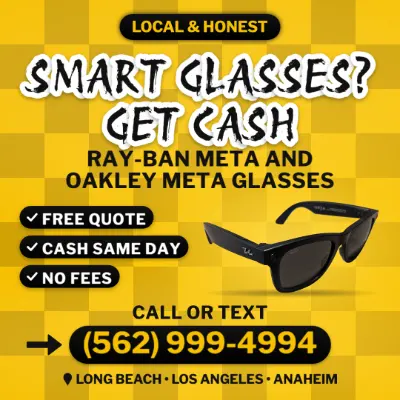 LOCAL & HONEST
SMART GLASSES?
GET CASH
RAY-BAN META AND
OAKLEY META GLASSES
FREE QUOTE
CASH SAME DAY
NO FEES
CALL OR TEXT
(562) 999-4994
LONG BEACH • LOS ANGELES • ANAHEIM